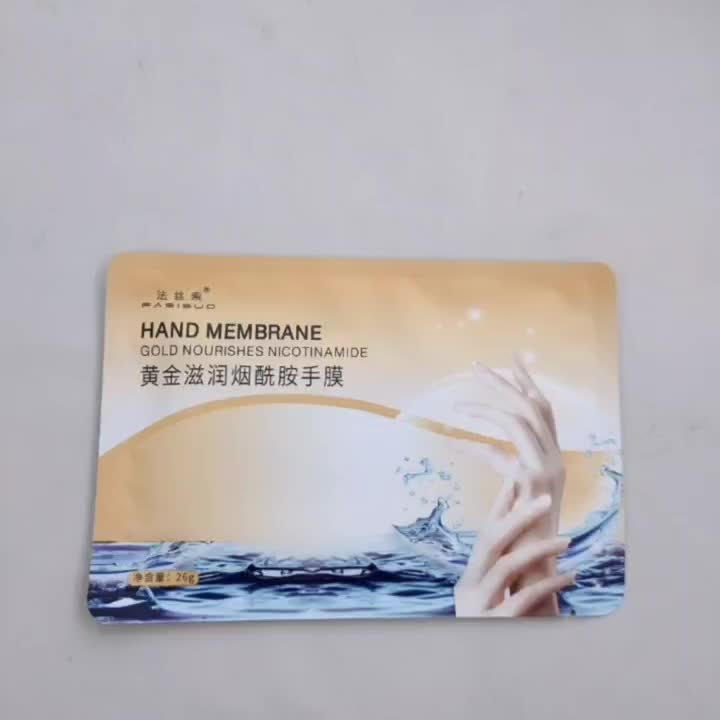 法丝索®
FASISUO
HAND MEMBRANE
GOLD NOURISHES NICOTINAMIDE
黄金滋润烟酰胺手膜
净含量：26g